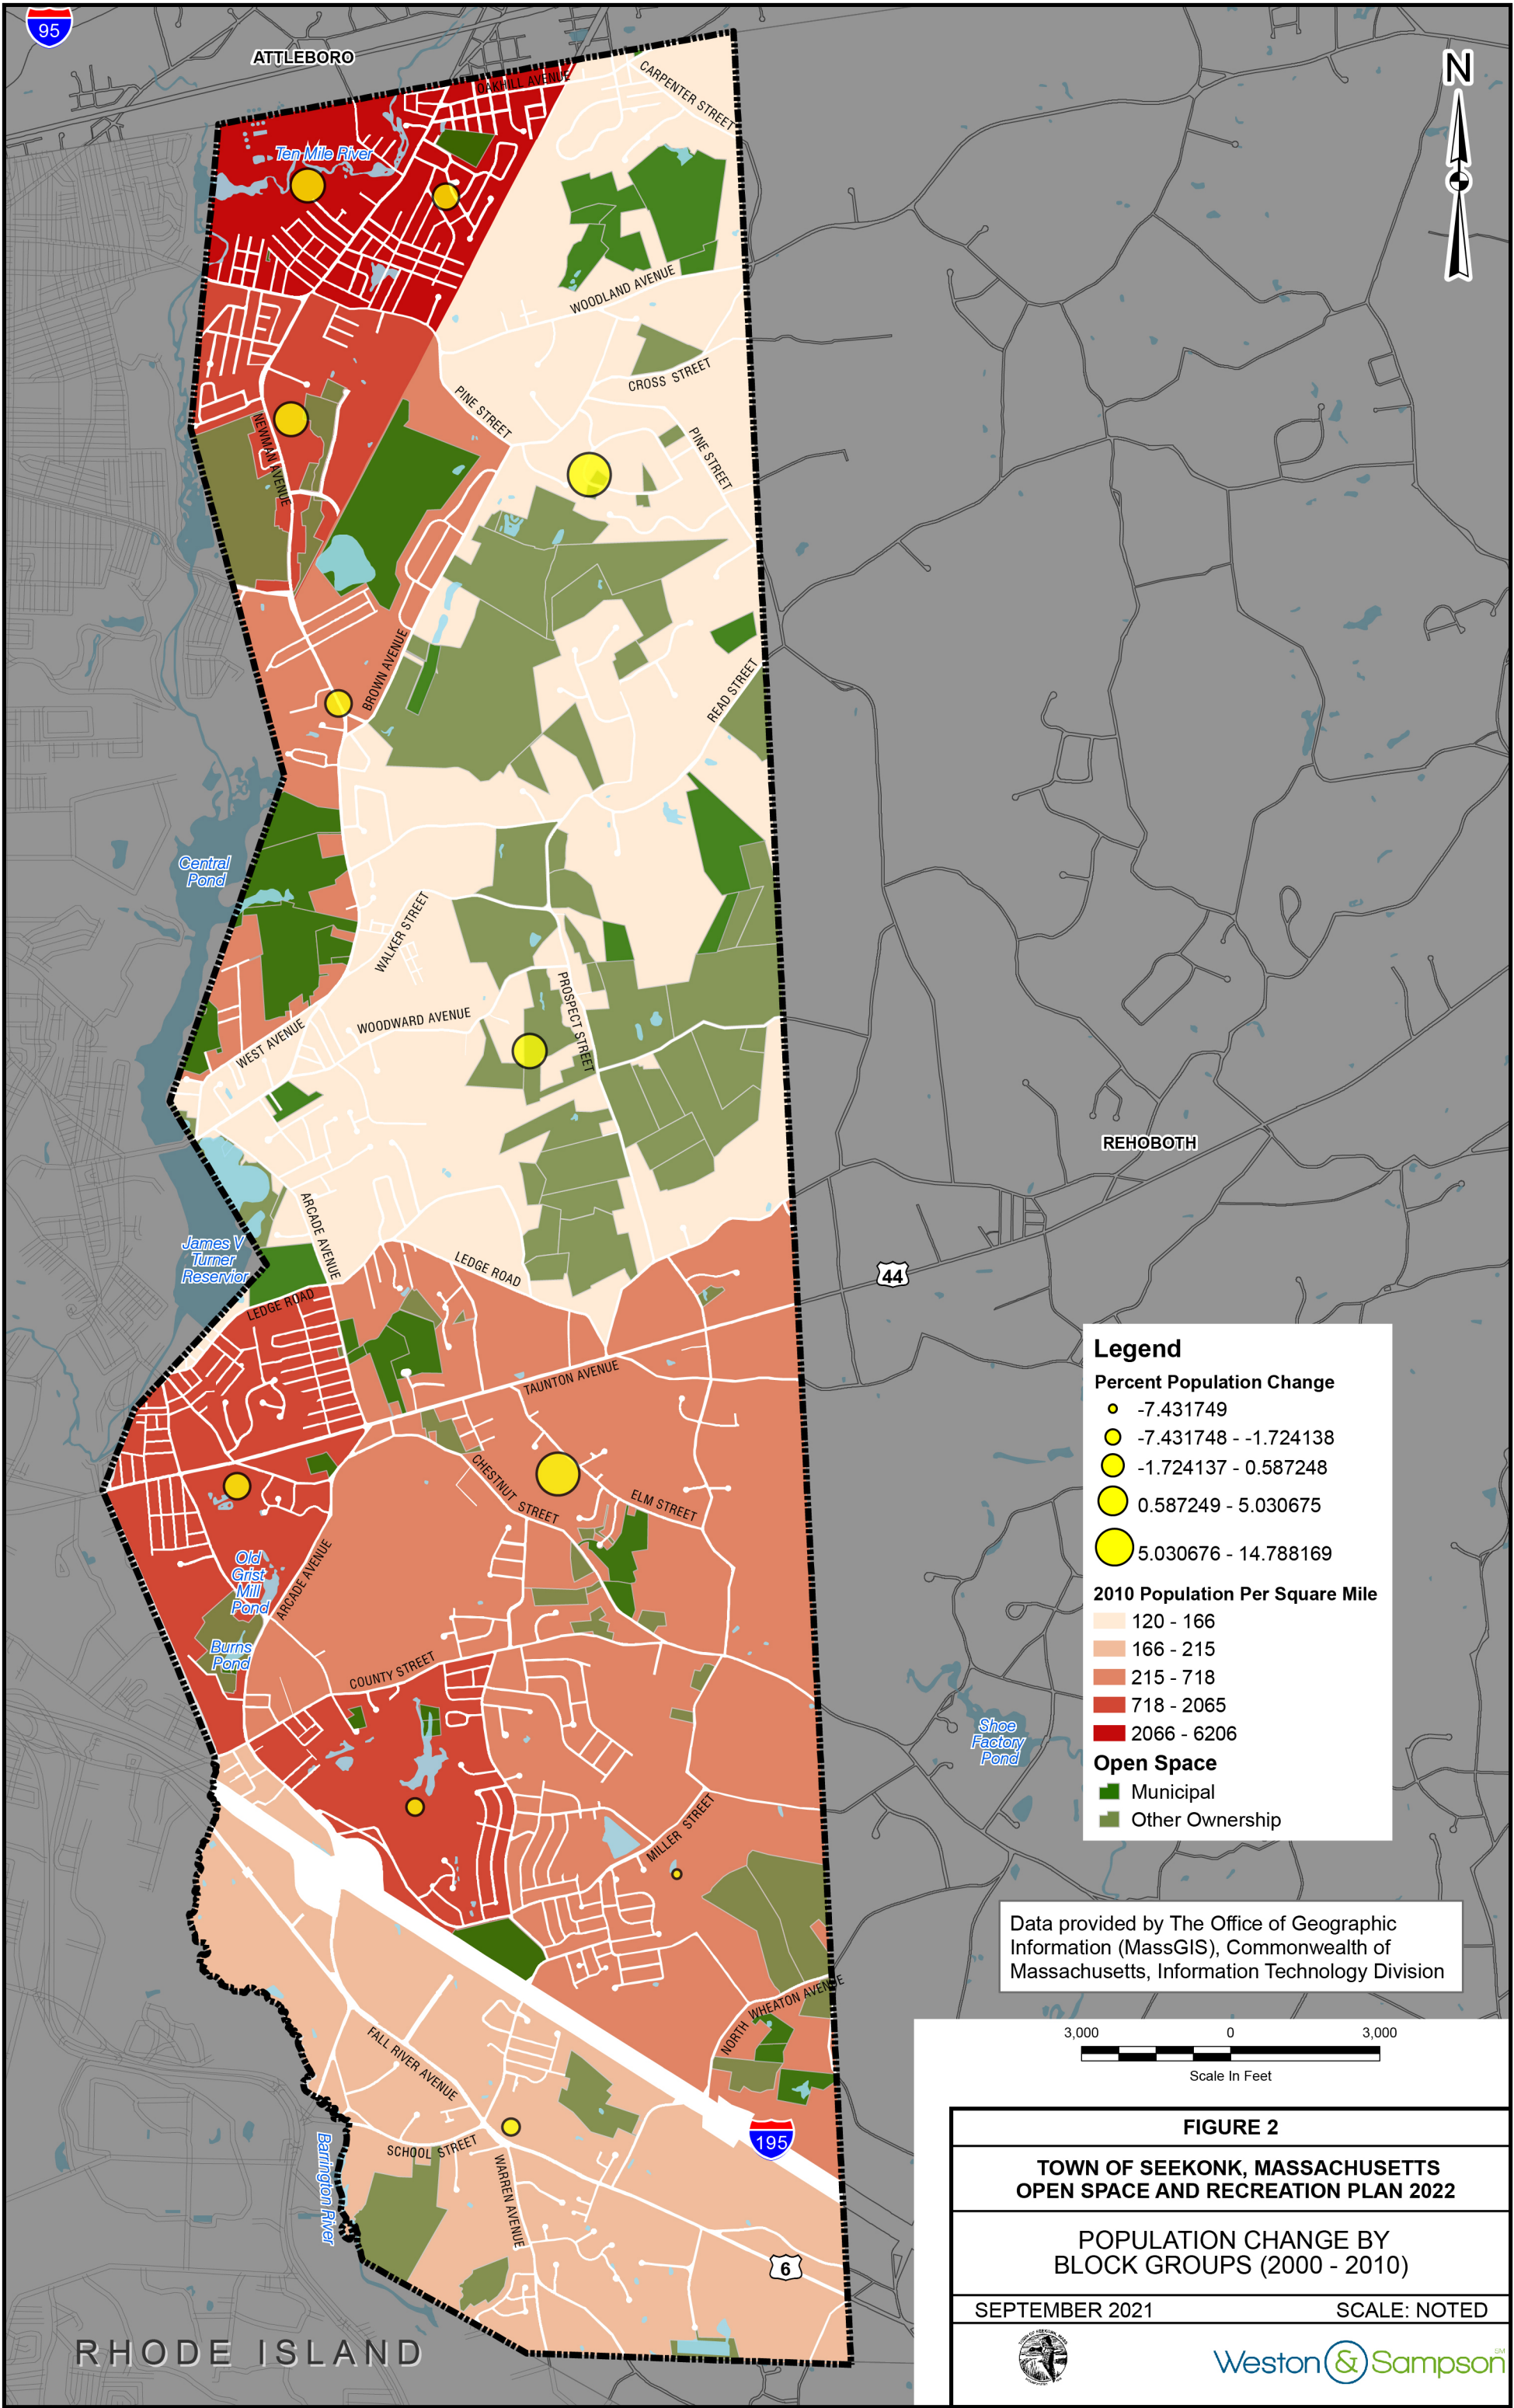 95
ATTLEBORO
N
OAKHILL AVENUE
CARPENTER STREET
Ten Mile River
WOODLAND AVENUE
CROSS STREET
PINE STREET
PINE STREET
NEWMAN AVENUE
BROWN AVENUE
READ STREET
Central
Pond
WALKER STREET
PROSPECT STREET
WOODWARD AVENUE
WEST AVENUE
REHOBOTH
ARCADE AVENUE
James V
Turner
Reservior
LEDGE ROAD
44
LEDGE ROAD
TAUNTON AVENUE
CHESTNUT STREET
ELM STREET
Old
Grist
Mill
Pond
ARCADE AVENUE
Burns
Pond
COUNTY STREET
Shoe
Factory
Pond
MILLER STREET
NORTH WHEATON AVENUE
FALL RIVER AVENUE
SCHOOL STREET
WARREN AVENUE
Barrington River
195
6
RHODE ISLAND
Legend
Percent Population Change
-7.431749
-7.431748 - -1.724138
-1.724137 - 0.587248
0.587249 - 5.030675
5.030676 - 14.788169
2010 Population Per Square Mile
120 - 166
166 - 215
215 - 718
718 - 2065
2066 - 6206
Open Space
Municipal
Other Ownership
Data provided by The Office of Geographic
Information (MassGIS), Commonwealth of
Massachusetts, Information Technology Division
3,000 0 3,000
Scale In Feet
FIGURE 2
TOWN OF SEEKONK, MASSACHUSETTS
OPEN SPACE AND RECREATION PLAN 2022
POPULATION CHANGE BY
BLOCK GROUPS (2000 - 2010)
SEPTEMBER 2021 SCALE: NOTED
Weston & Sampson SM